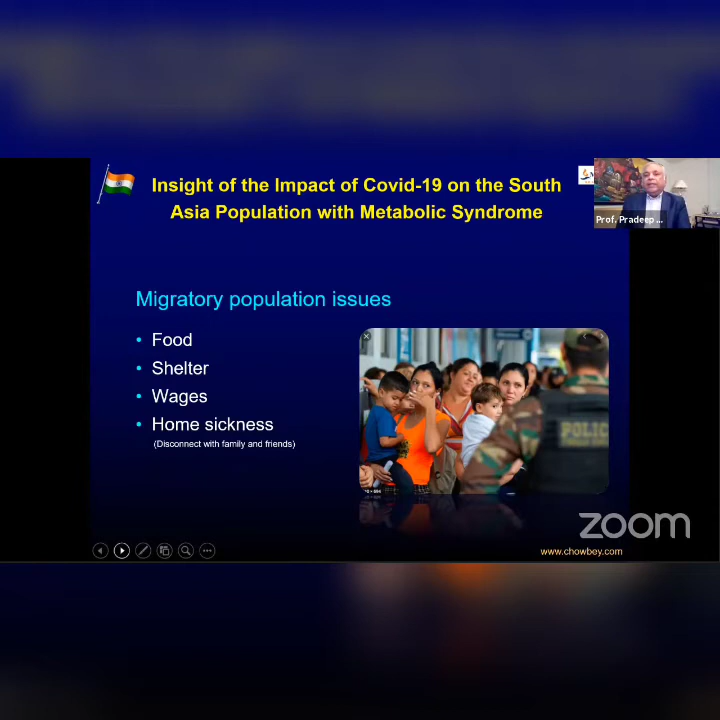 Insight of the Impact of Covid-19 on the South
Asia Population with Metabolic Syndrome
Prof. Pradeep ...
Migratory population issues
• Food
• Shelter
• Wages
• Home sickness
(Disconnect with family and friends)
POLIC
zoom
www.chowbey.com